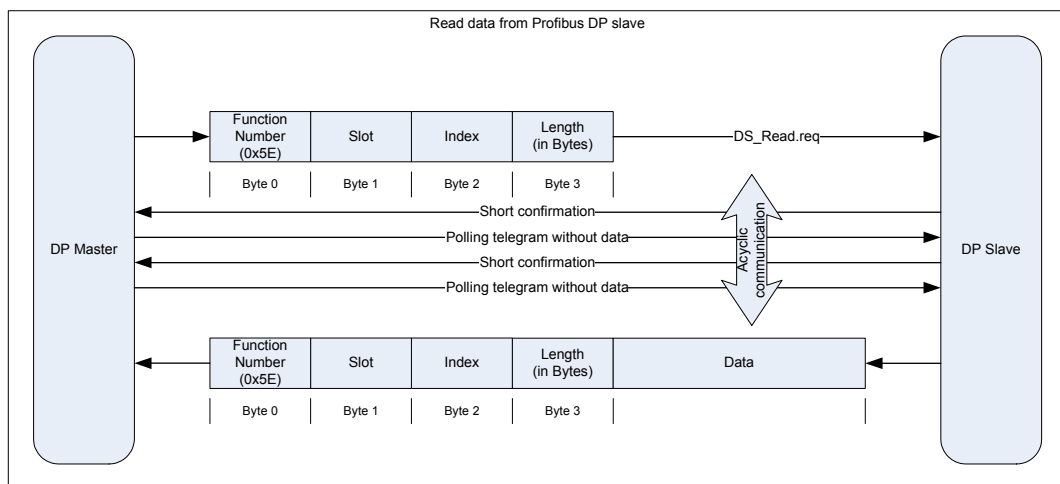 Read data from Profibus DP slave
Function
Number
(0x5E)
Slot
Index
Length
(in Bytes)
DS_Read.req
Byte 0
Byte 1
Byte 2
Byte 3
Short confirmation
Polling telegram without data
Short confirmation
Polling telegram without data
Acyclic
communication
DP Master
DP Slave
Function
Number
(0x5E)
Slot
Index
Length
(in Bytes)
Data
Byte 0
Byte 1
Byte 2
Byte 3